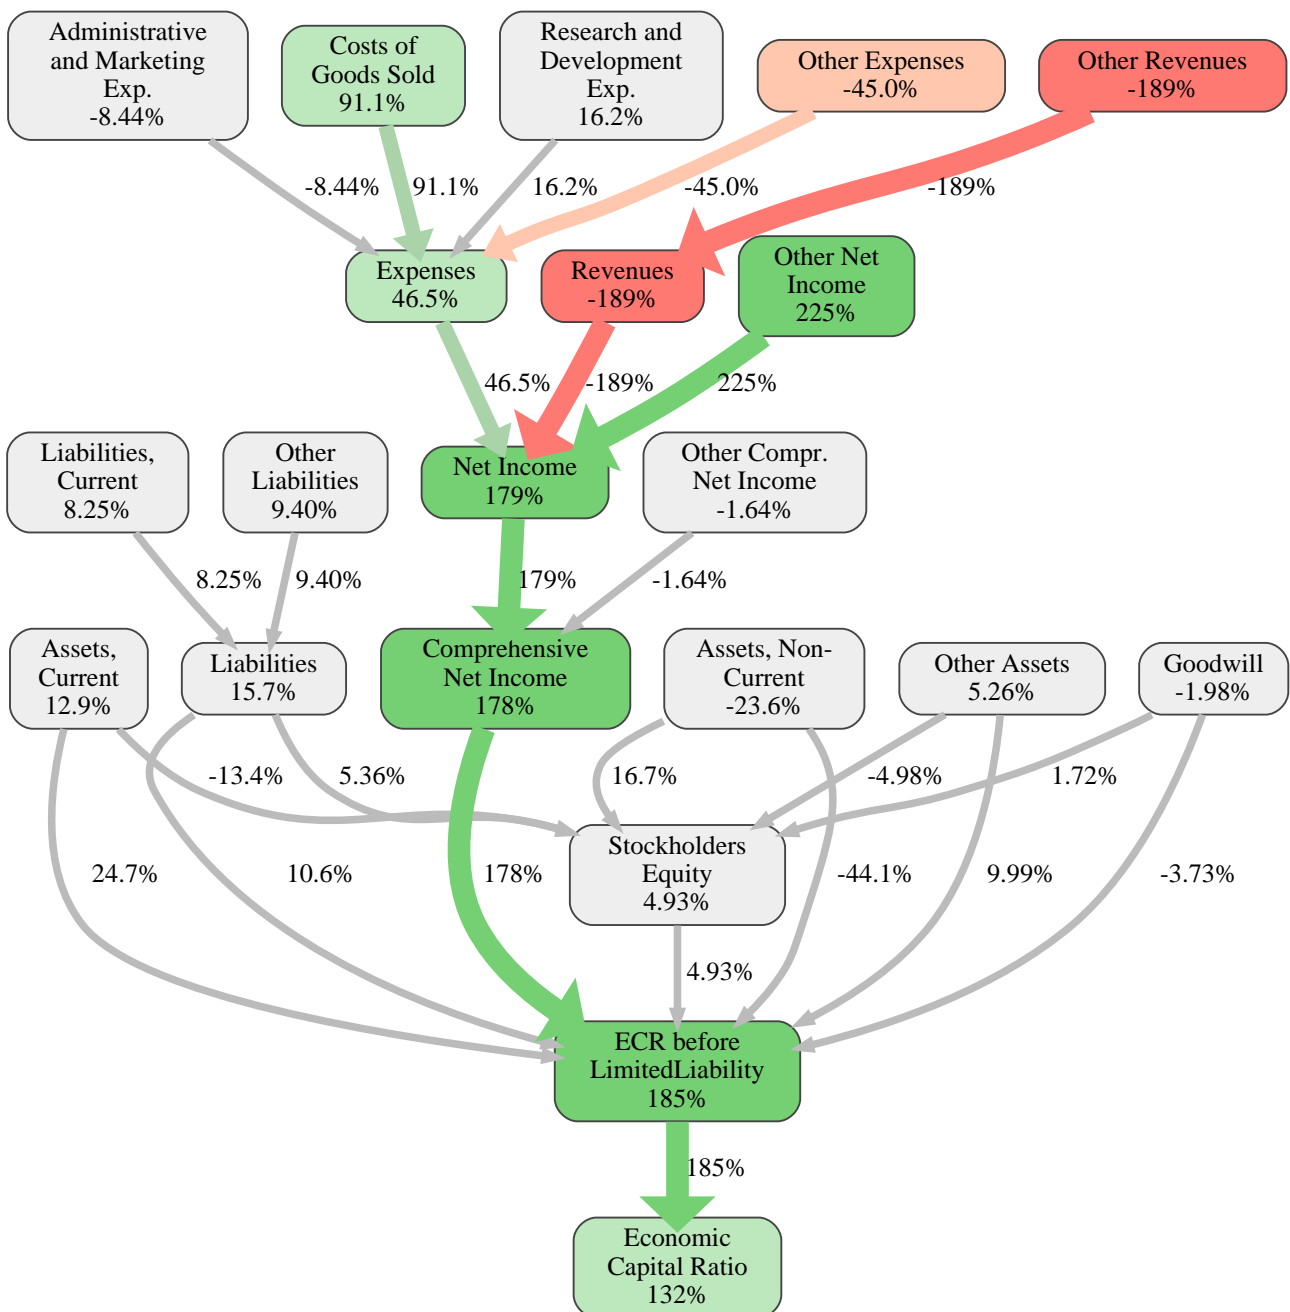 Administrative
and Marketing
Exp.
-8.44%
Costs of
Goods Sold
91.1%
Research and
Development
Exp.
16.2%
Other Expenses
-45.0%
Other Revenues
-189%
-8.44%
91.1%
16.2%
-45.0%
-189%
Expenses
46.5%
Revenues
-189%
Other Net
Income
225%
46.5%
-189%
225%
Liabilities,
Current
8.25%
Other
Liabilities
9.40%
Net Income
179%
Other Compr.
Net Income
-1.64%
8.25%
9.40%
179%
-1.64%
Assets,
Current
12.9%
Liabilities
15.7%
Comprehensive
Net Income
178%
Assets, Non-
Current
-23.6%
Other Assets
5.26%
Goodwill
-1.98%
-13.4%
5.36%
16.7%
-4.98%
1.72%
Stockholders
Equity
4.93%
24.7%
10.6%
178%
-44.1%
9.99%
-3.73%
4.93%
ECR before
LimitedLiability
185%
185%
Economic
Capital Ratio
132%